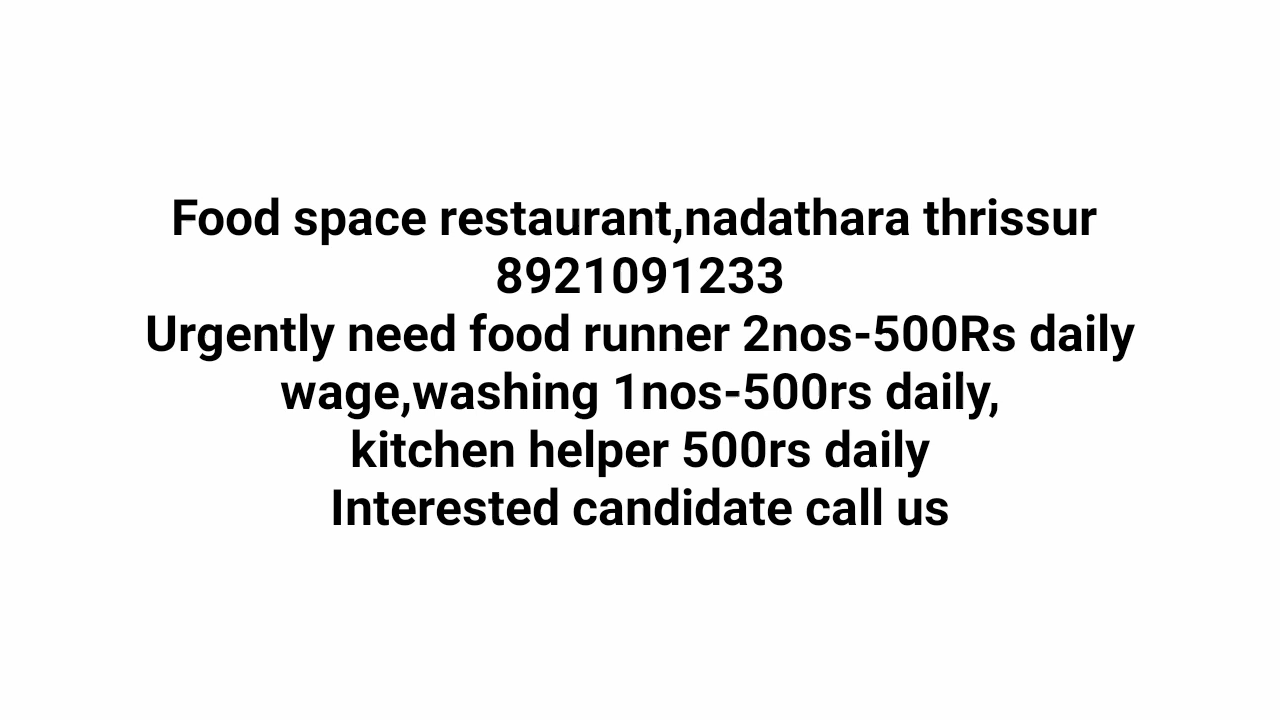 Food space restaurant,nadathara thrissur
8921091233
Urgently need food runner 2nos-500Rs daily
wage,washing 1nos-500rs daily,
kitchen helper 500rs daily
Interested candidate call us